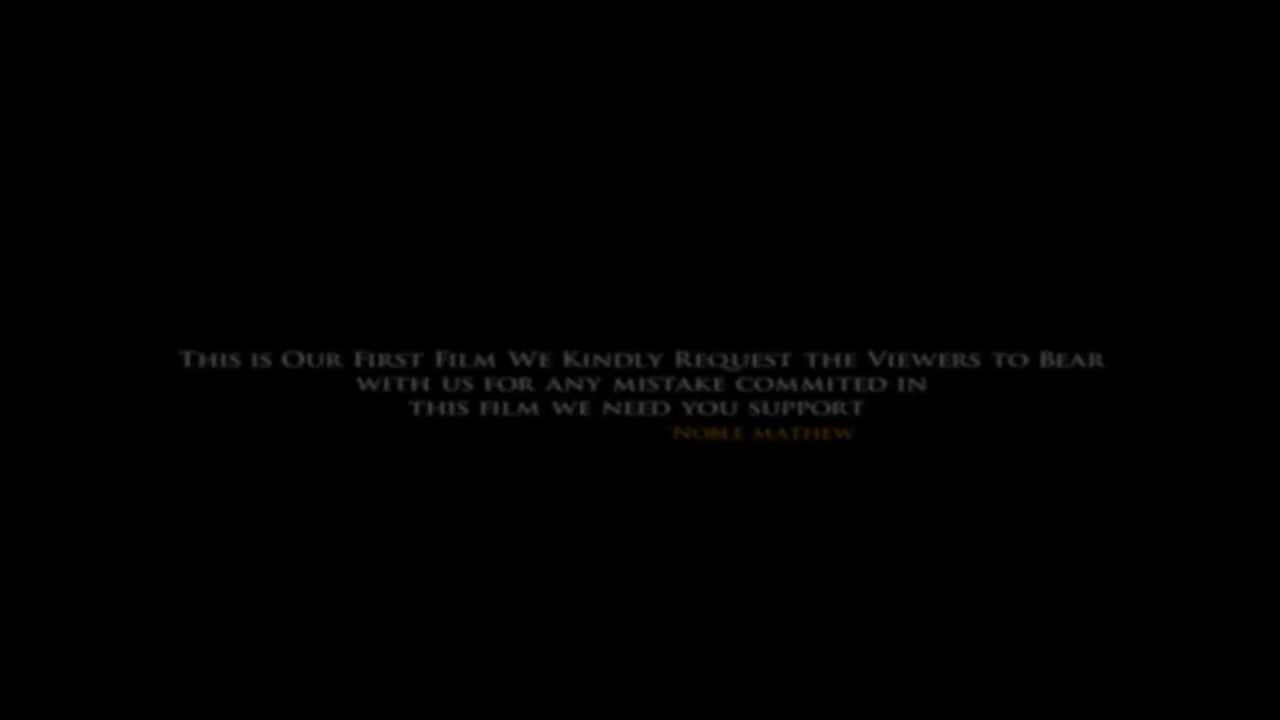 This is Our First Film We Kindly Request the Viewers to Bear
with us for any mistake commited in
this film we need you support
Noble mathew